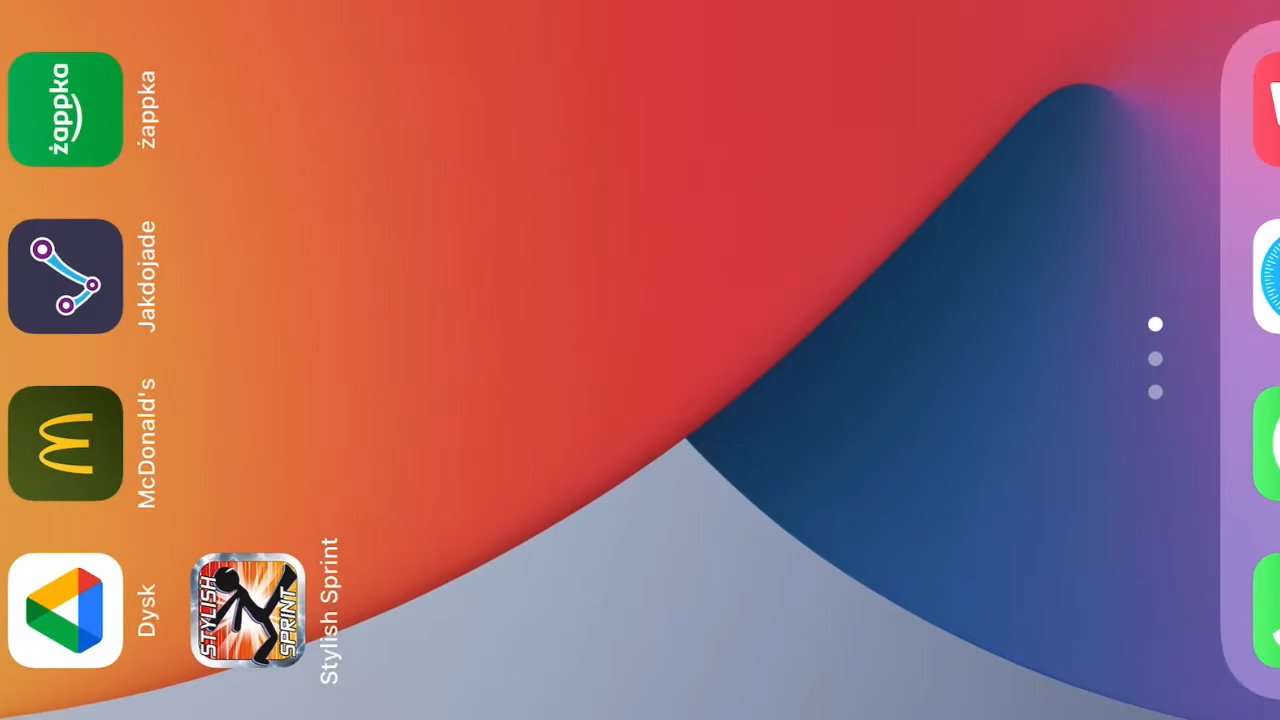 Dysk
McDonald's
Jakdojade
żappka
żappka
STYLISH
SPRINT
Stylish Sprint